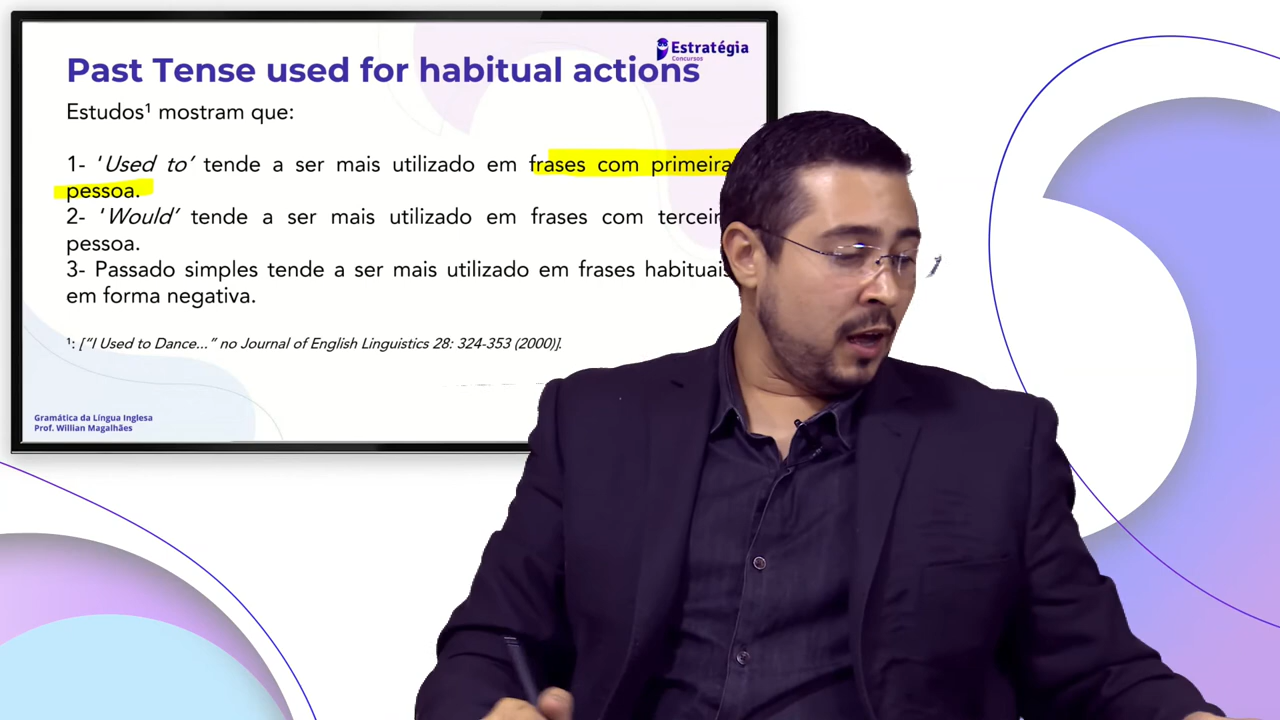 Estratégia
Concursos
Past Tense used for habitual actions
Estudos¹ mostram que:
1- ‘Used to’ tende a ser mais utilizado em frases com primeira
pessoa.
2- ‘Would’ tende a ser mais utilizado em frases com
pessoa.
3- Passado simples tende a ser mais utilizado em frases habituais
em forma negativa.
¹: [“I Used to Dance...” no Journal of English Linguistics 28: 324-353 (2000)].
Gramática da Língua Inglesa
Prof. Willian Magalhães